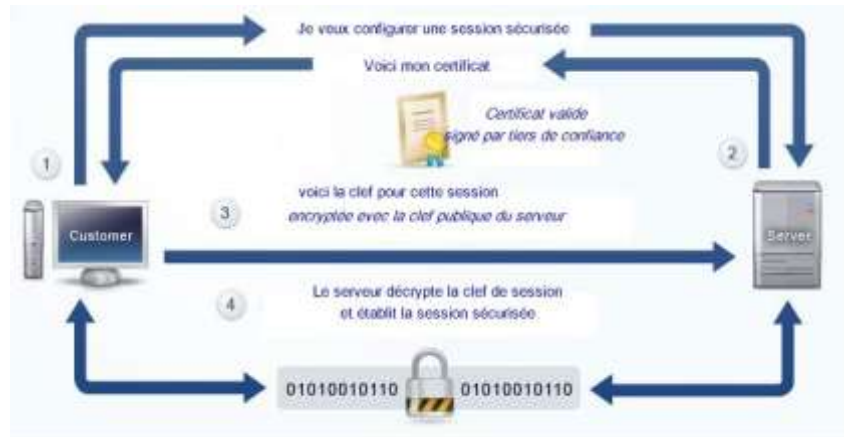 Je veux configurer une session sécurisée
Voici mon certificat
Certificat valide
signé par tiers de confiance
1
2
voici la clef pour cette session
3
encryptée evec la clef publique du serveur
Customer
Server
Le serveur décrypte la clef de session
4
et établit la session sécurisée
01010010110
01010010110